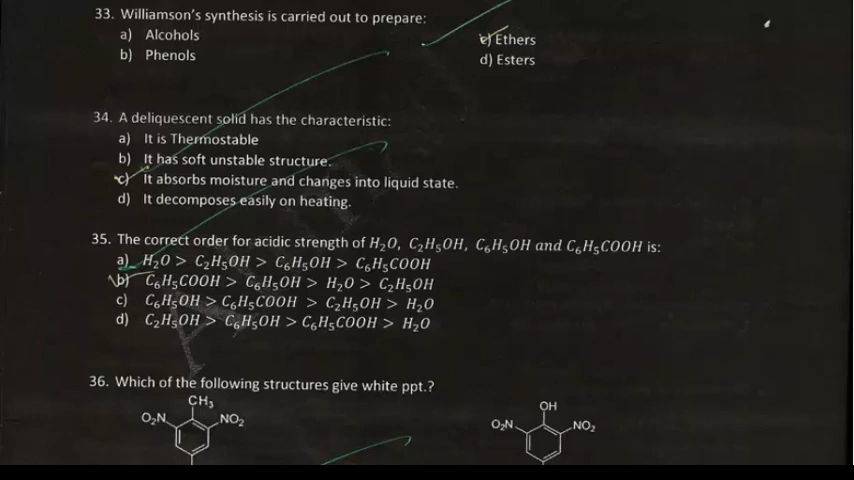 33. Williamson's synthesis is carried out to prepare:
a) Alcohols
c) Ethers
b) Phenols
d) Esters
34. A deliquescent solid has the characteristic:
a) It is Thermostable
b) It has soft unstable structure.
c) It absorbs moisture and changes into liquid state.
d) It decomposes easily on heating.
35. The correct order for acidic strength of H₂O, C₂H₅OH, C₆H₅OH and C₆H₅COOH is:
a) H₂O > C₂H₅OH > C₆H₅OH > C₆H₅COOH
b) C₆H₅COOH > C₆H₅OH > H₂O > C₂H₅OH
c) C₆H₅OH > C₆H₅COOH > C₂H₅OH > H₂O
d) C₂H₅OH > C₆H₅OH > C₆H₅COOH > H₂O
36. Which of the following structures give white ppt.?
CH₃
O₂N NO₂
OH
O₂N NO₂